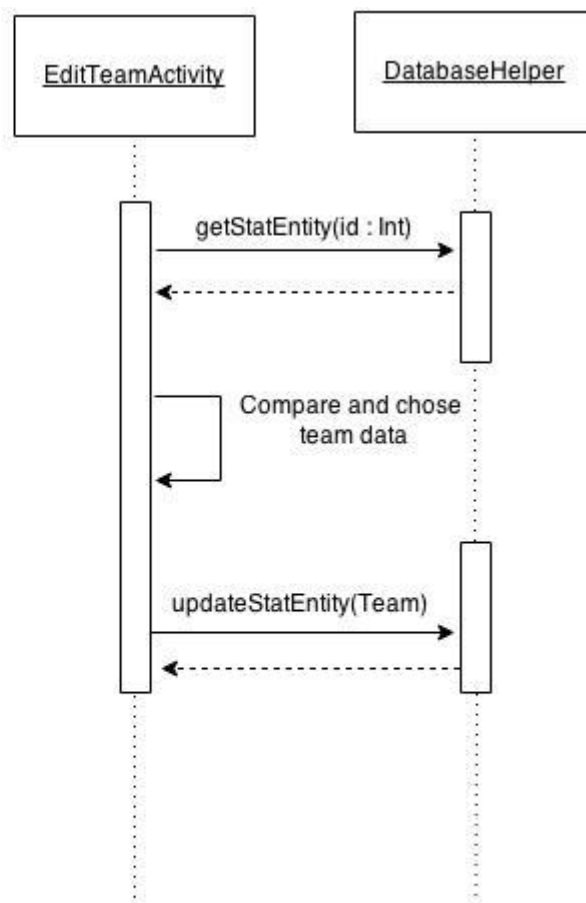 EditTeamActivity
DatabaseHelper
getStatEntity(id : Int)
Compare and chose
team data
updateStatEntity(Team)